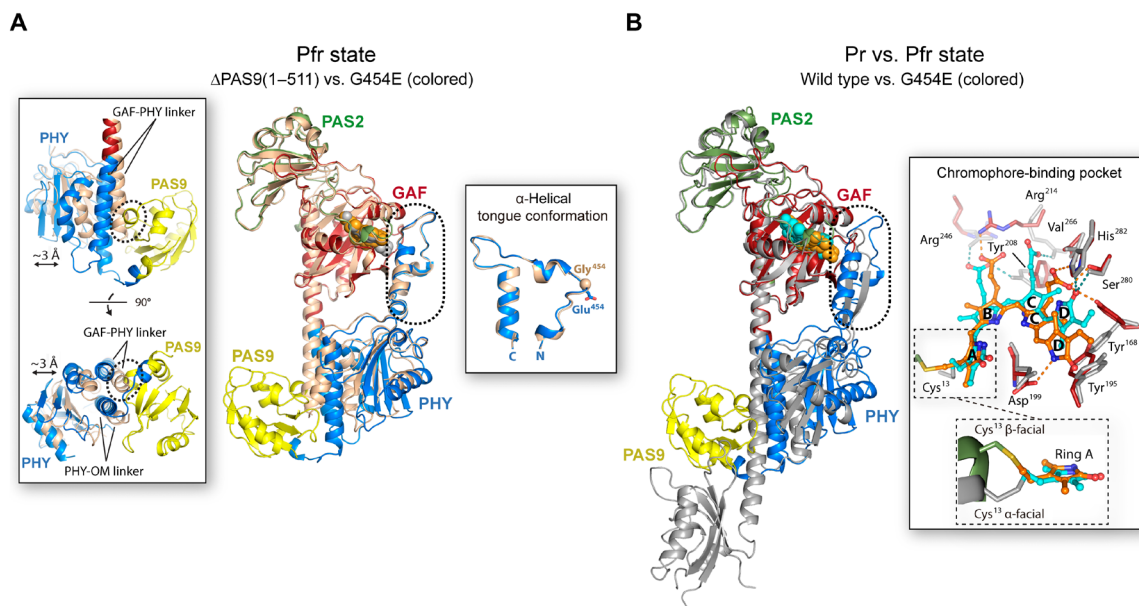 A
Pfr state
ΔPAS9(1–511) vs. G454E (colored)
GAF-PHY linker
PHY
PAS9
~3 Å
90°
GAF-PHY linker
PAS9
~3 Å
PHY
PHY-OM linker
PAS2
GAF
PAS9
PHY
α-Helical
tongue conformation
Gly454
Glu454
C N
B
Pr vs. Pfr state
Wild type vs. G454E (colored)
PAS2
GAF
PAS9
PHY
Chromophore-binding pocket
Arg214
Arg246
Val266
His282
Tyr208
Ser280
B
C
C
D
D
A
Tyr168
Cys13
Asp199
Tyr195
Cys13 β-facial
Ring A
Cys13 α-facial